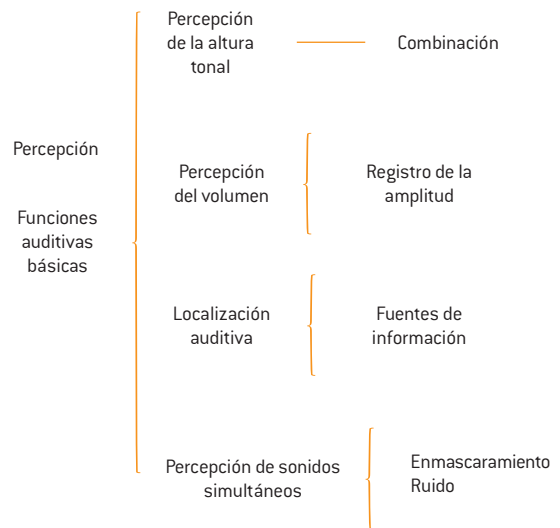 Percepción
de la altura
tonal
Combinación
Percepción
Percepción
del volumen
Registro de la
amplitud
Funciones
auditivas
básicas
Localización
auditiva
Fuentes de
información
Percepción de sonidos
simultáneos
Enmascaramiento
Ruido